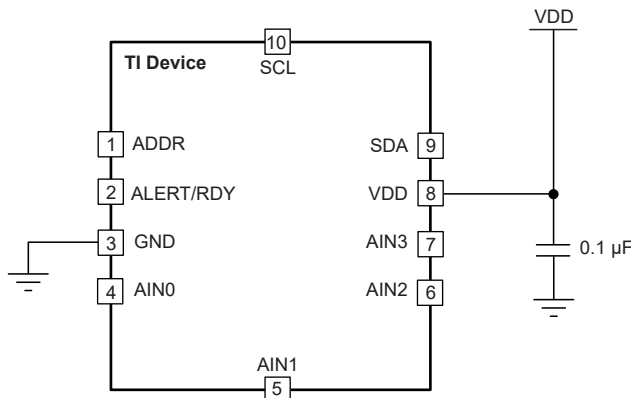 VDD
10
TI Device
SCL
1 ADDR
SDA 9
2 ALERT/RDY
VDD 8
3 GND
AIN3 7
0.1 µF
4 AIN0
AIN2 6
AIN1
5